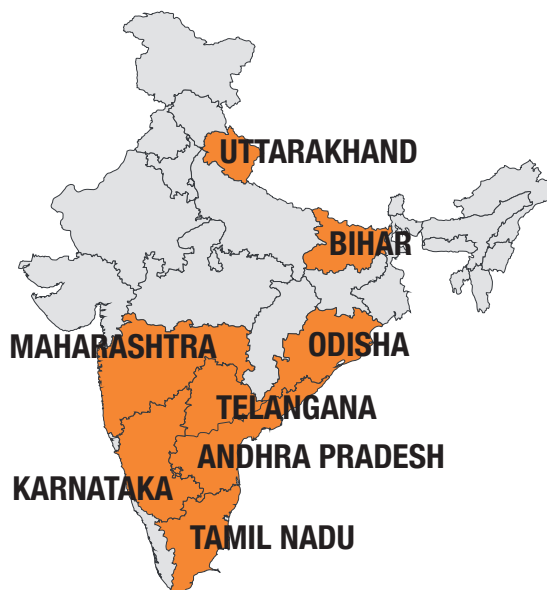 UTTARAKHAND
BIHAR
MAHARASHTRA
ODISHA
TELANGANA
ANDHRA PRADESH
KARNATAKA
TAMIL NADU